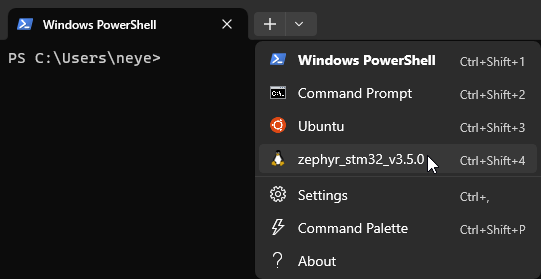 Windows PowerShell
PS C:\Users\neye>
Windows PowerShell Ctrl+Shift+1
Command Prompt Ctrl+Shift+2
Ubuntu Ctrl+Shift+3
zephyr_stm32_v3.5.0 Ctrl+Shift+4
Settings Ctrl+,
Command Palette Ctrl+Shift+P
About